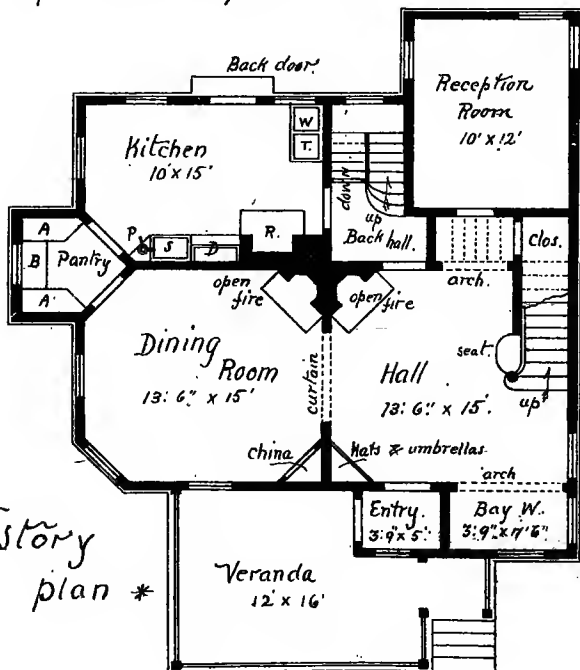 Back door.
Reception
Room
10' x 12'
W
T.
Kitchen
10' x 15'
down
up
Back hall.
P
S
D
R.
A
B
Pantry
A
clos.
arch.
open
fire
open
fire
Dining
Room
13: 6" x 15'
curtain
Hall
13: 6" x 15'.
seat.
up
China
Hats & umbrellas
arch
Entry.
3: 9" x 5'
Bay W.
3: 9" x 7' 6"
story
plan *
Veranda
12' x 16'